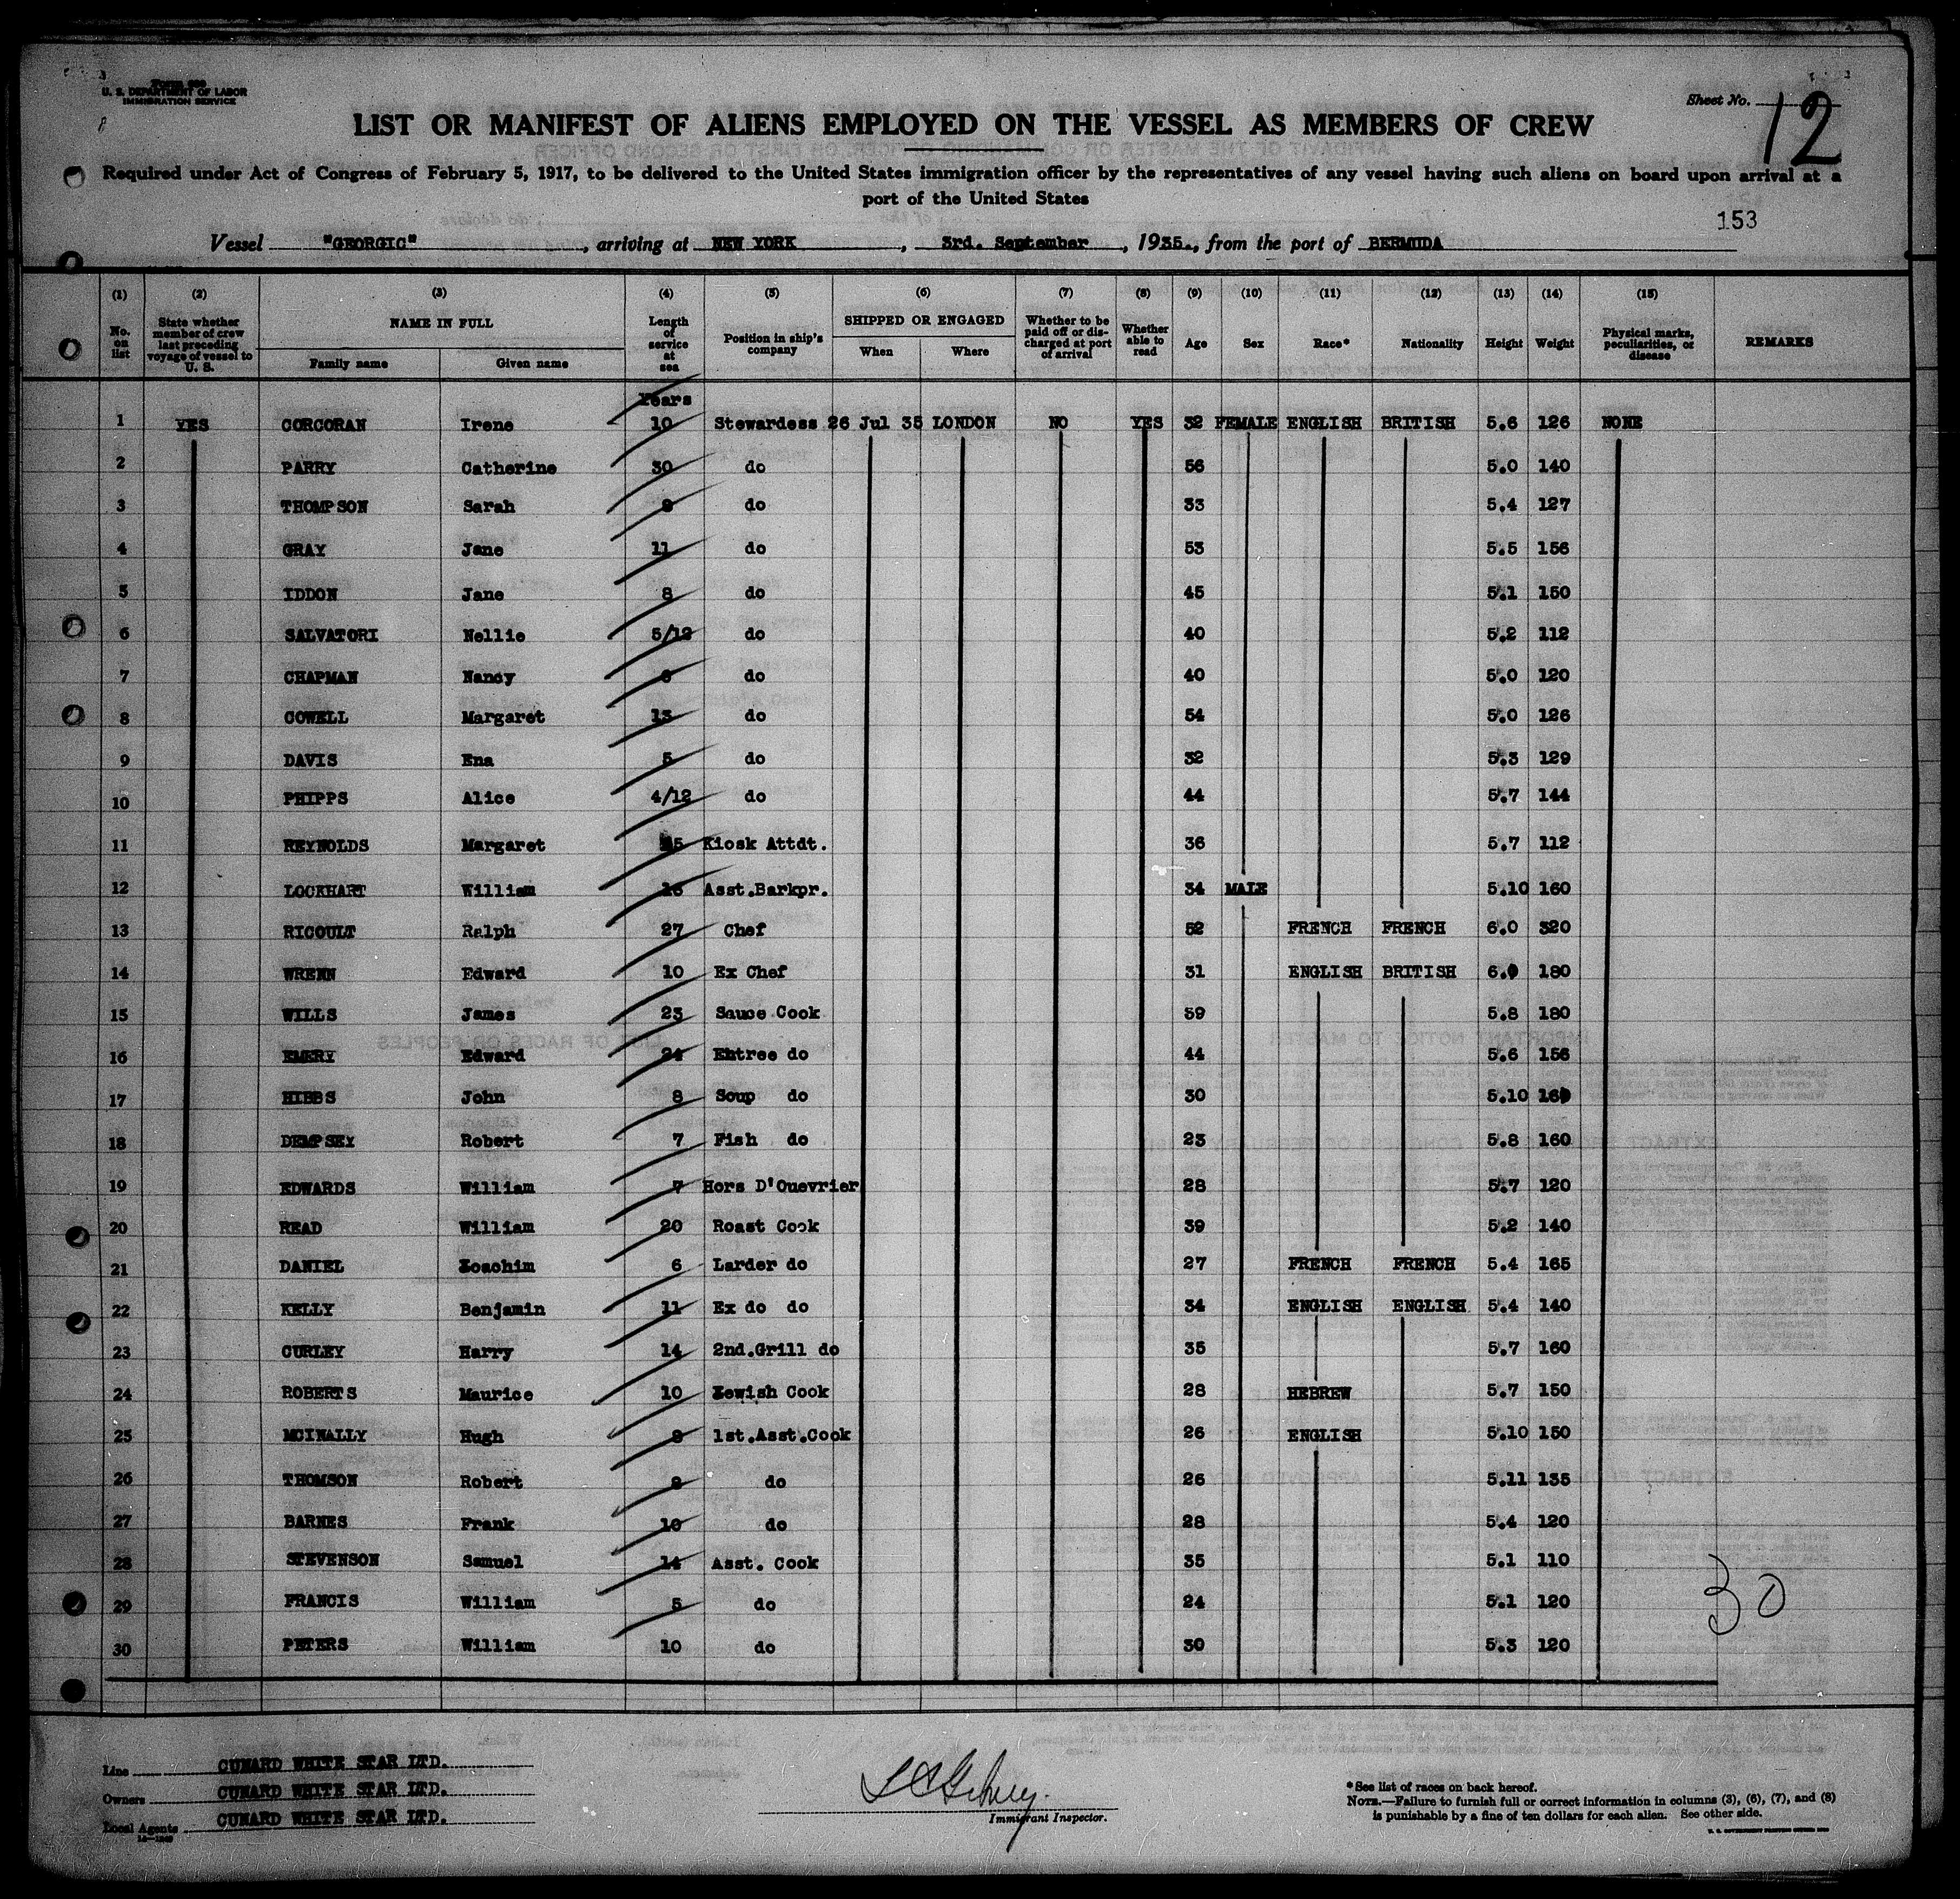 Form 680
U. S. DEPARTMENT OF LABOR
IMMIGRATION SERVICE
Sheet No. 12
LIST OR MANIFEST OF ALIENS EMPLOYED ON THE VESSEL AS MEMBERS OF CREW
Required under Act of Congress of February 5, 1917, to be delivered to the United States immigration officer by the representatives of any vessel having such aliens on board upon arrival at a
port of the United States
153
Vessel "GEORGIC", arriving at NEW YORK, 3rd. September, 1935., from the port of BERMUDA
(1) (2) (3) (4) (5) (6) (7) (8) (9) (10) (11) (12) (13) (14) (15)
No. on list State whether member of crew last preceding voyage of vessel to U. S. NAME IN FULL Family name Given name Length of service at sea Position in ship's company SHIPPED OR ENGAGED When Where Whether to be paid off or discharged at port of arrival Whether able to read Age Sex Race* Nationality Height Weight Physical marks, peculiarities, or disease REMARKS
Years
1 YES CORCORAN Irene 10 Stewardess 26 Jul 35 LONDON NO YES 32 FEMALE ENGLISH BRITISH 5.6 126 NONE
2 PARRY Catherine 30 do 56 5.0 140
3 THOMPSON Sarah do 33 5.4 127
4 GRAY Jane 11 do 53 5.5 156
5 IDDON Jane 8 do 45 5.1 150
6 SALVATORI Nellie 5/12 do 40 5.2 112
7 CHAPMAN Nancy do 40 5.0 120
8 COWELL Margaret 13 do 54 5.0 126
9 DAVIS Ena 5 do 32 5.3 129
10 PHIPPS Alice 4/12 do 44 5.7 144
11 REYNOLDS Margaret Kiosk Attdt. 36 5.7 112
12 LOCKHART William Asst.Barkpr. 34 MALE 5.10 160
13 RICOULT Ralph 27 Chef 52 FRENCH FRENCH 6.0 320
14 WRENN Edward 10 Ex Chef 31 ENGLISH BRITISH 6.0 180
15 WILLS James 23 Sauce Cook 59 5.8 180
16 EMERY Edward 24 Entree do 44 5.6 156
17 HIBBS John 8 Soup do 30 5.10 160
18 DEMPSEY Robert 7 Fish do 23 5.8 160
19 EDWARDS William 7 Hors D'Ouevrier 28 5.7 120
20 READ William 20 Roast Cook 39 5.2 140
21 DANIEL Joachim 6 Larder do 27 FRENCH FRENCH 5.4 165
22 KELLY Benjamin 11 Ex do do 34 ENGLISH ENGLISH 5.4 140
23 CURLEY Harry 14 2nd.Grill do 35 5.7 160
24 ROBERTS Maurice 10 Jewish Cook 28 HEBREW 5.7 150
25 MCINALLY Hugh 1st.Asst.Cook 26 ENGLISH 5.10 150
26 THOMSON Robert do 26 5.11 135
27 BARNES Frank 10 do 28 5.4 120
28 STEVENSON Samuel 14 Asst. Cook 35 5.1 110
29 FRANCIS William 5 do 24 5.1 120
30 PETERS William 10 do 30 5.3 120
30
Line CUNARD WHITE STAR LTD.
Owners CUNARD WHITE STAR LTD.
Local Agents CUNARD WHITE STAR LTD.
Immigrant Inspector.
*See list of races on back hereof.
NOTE.—Failure to furnish full or correct information in columns (3), (6), (7), and (8)
is punishable by a fine of ten dollars for each alien. See other side.